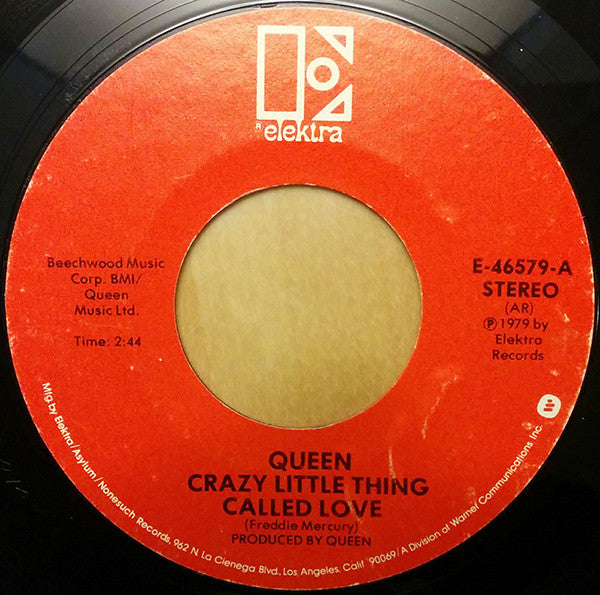 R elektra
Beechwood Music
Corp. BMI/
Queen
Music Ltd.
Time: 2:44
E-46579-A
STEREO
(AR)
℗ 1979 by
Elektra
Records
QUEEN
CRAZY LITTLE THING
CALLED LOVE
(Freddie Mercury)
PRODUCED BY QUEEN
Mfg. by Elektra/Asylum/Nonesuch Records, 962 N. La Cienega Blvd., Los Angeles, Calif. 90069/A Division of Warner Communications Inc.